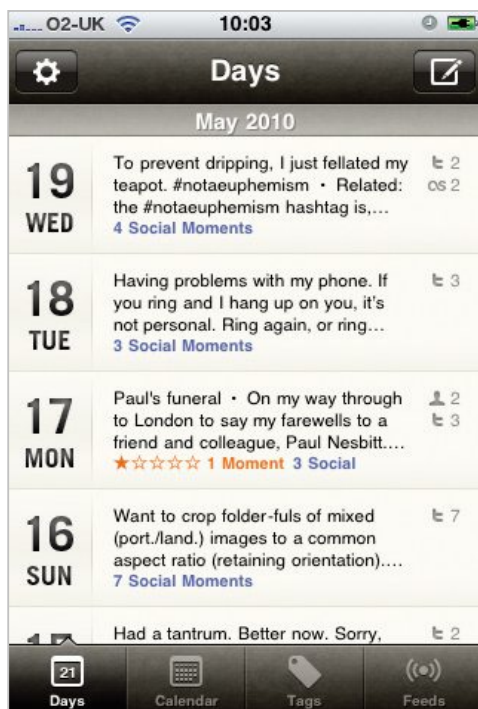 O2-UK 10:03
Days
May 2010
19
WED
To prevent dripping, I just fellated my
teapot. #notaeuphemism • Related:
the #notaeuphemism hashtag is,…
4 Social Moments
2
os 2
18
TUE
Having problems with my phone. If
you ring and I hang up on you, it's
not personal. Ring again, or ring…
3 Social Moments
3
17
MON
Paul's funeral • On my way through
to London to say my farewells to a
friend and colleague, Paul Nesbitt.…
★☆☆☆☆ 1 Moment 3 Social
2
t 3
16
SUN
Want to crop folder-fuls of mixed
(port./land.) images to a common
aspect ratio (retaining orientation).…
7 Social Moments
t 7
Had a tantrum. Better now. Sorry,
t 2
21
Days
Calendar
Tags
Feeds